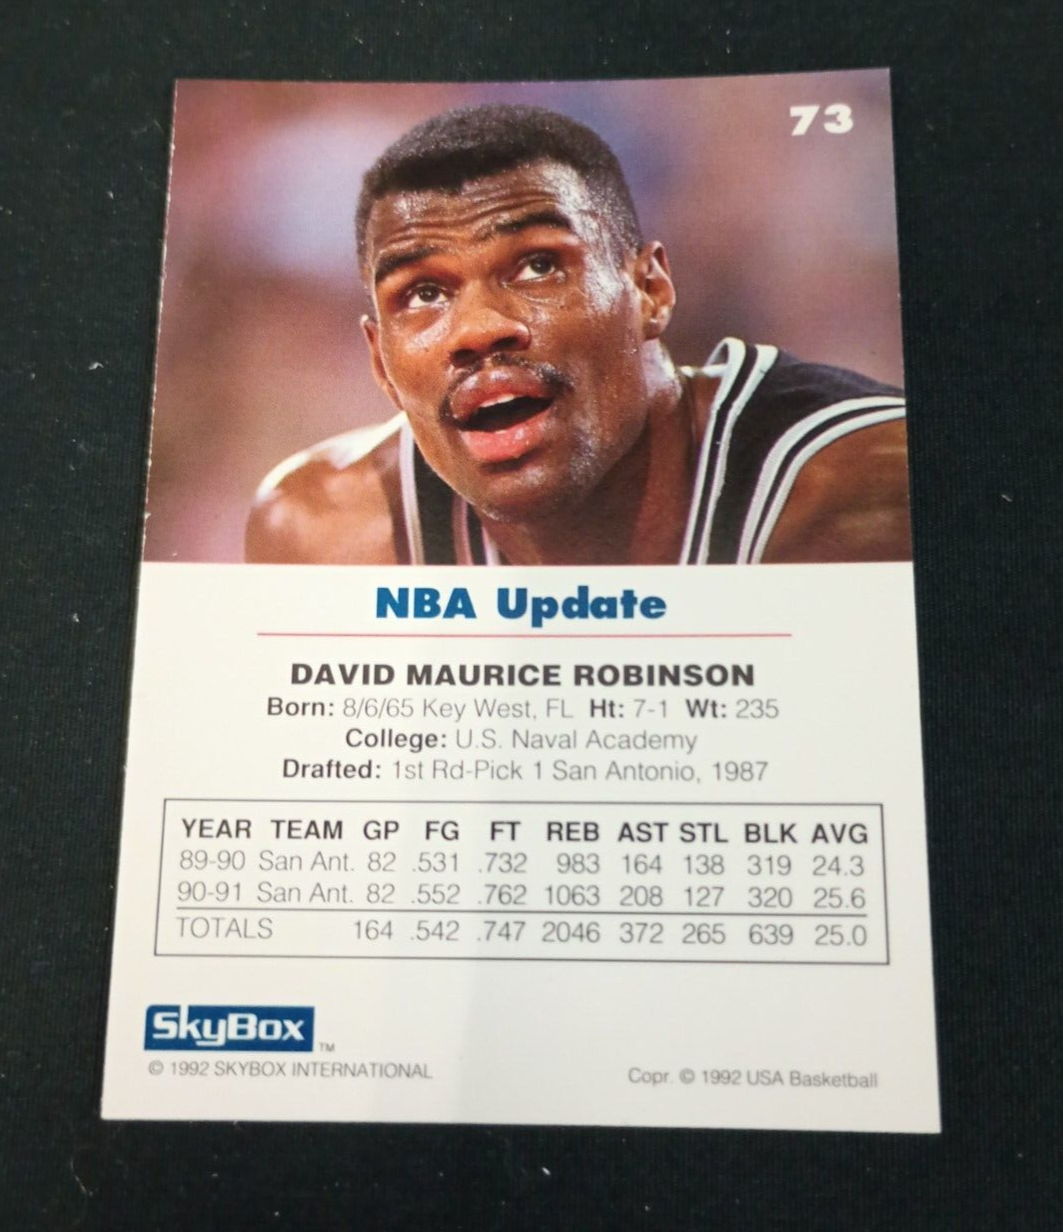 73
NBA Update
DAVID MAURICE ROBINSON
Born: 8/6/65 Key West, FL Ht: 7-1 Wt: 235
College: U.S. Naval Academy
Drafted: 1st Rd-Pick 1 San Antonio, 1987
YEAR TEAM GP FG FT REB AST STL BLK AVG
89-90 San Ant. 82 .531 .732 983 164 138 319 24.3
90-91 San Ant. 82 .552 .762 1063 208 127 320 25.6
TOTALS 164 .542 .747 2046 372 265 639 25.0
SkyBox TM
© 1992 SKYBOX INTERNATIONAL
Copr. © 1992 USA Basketball